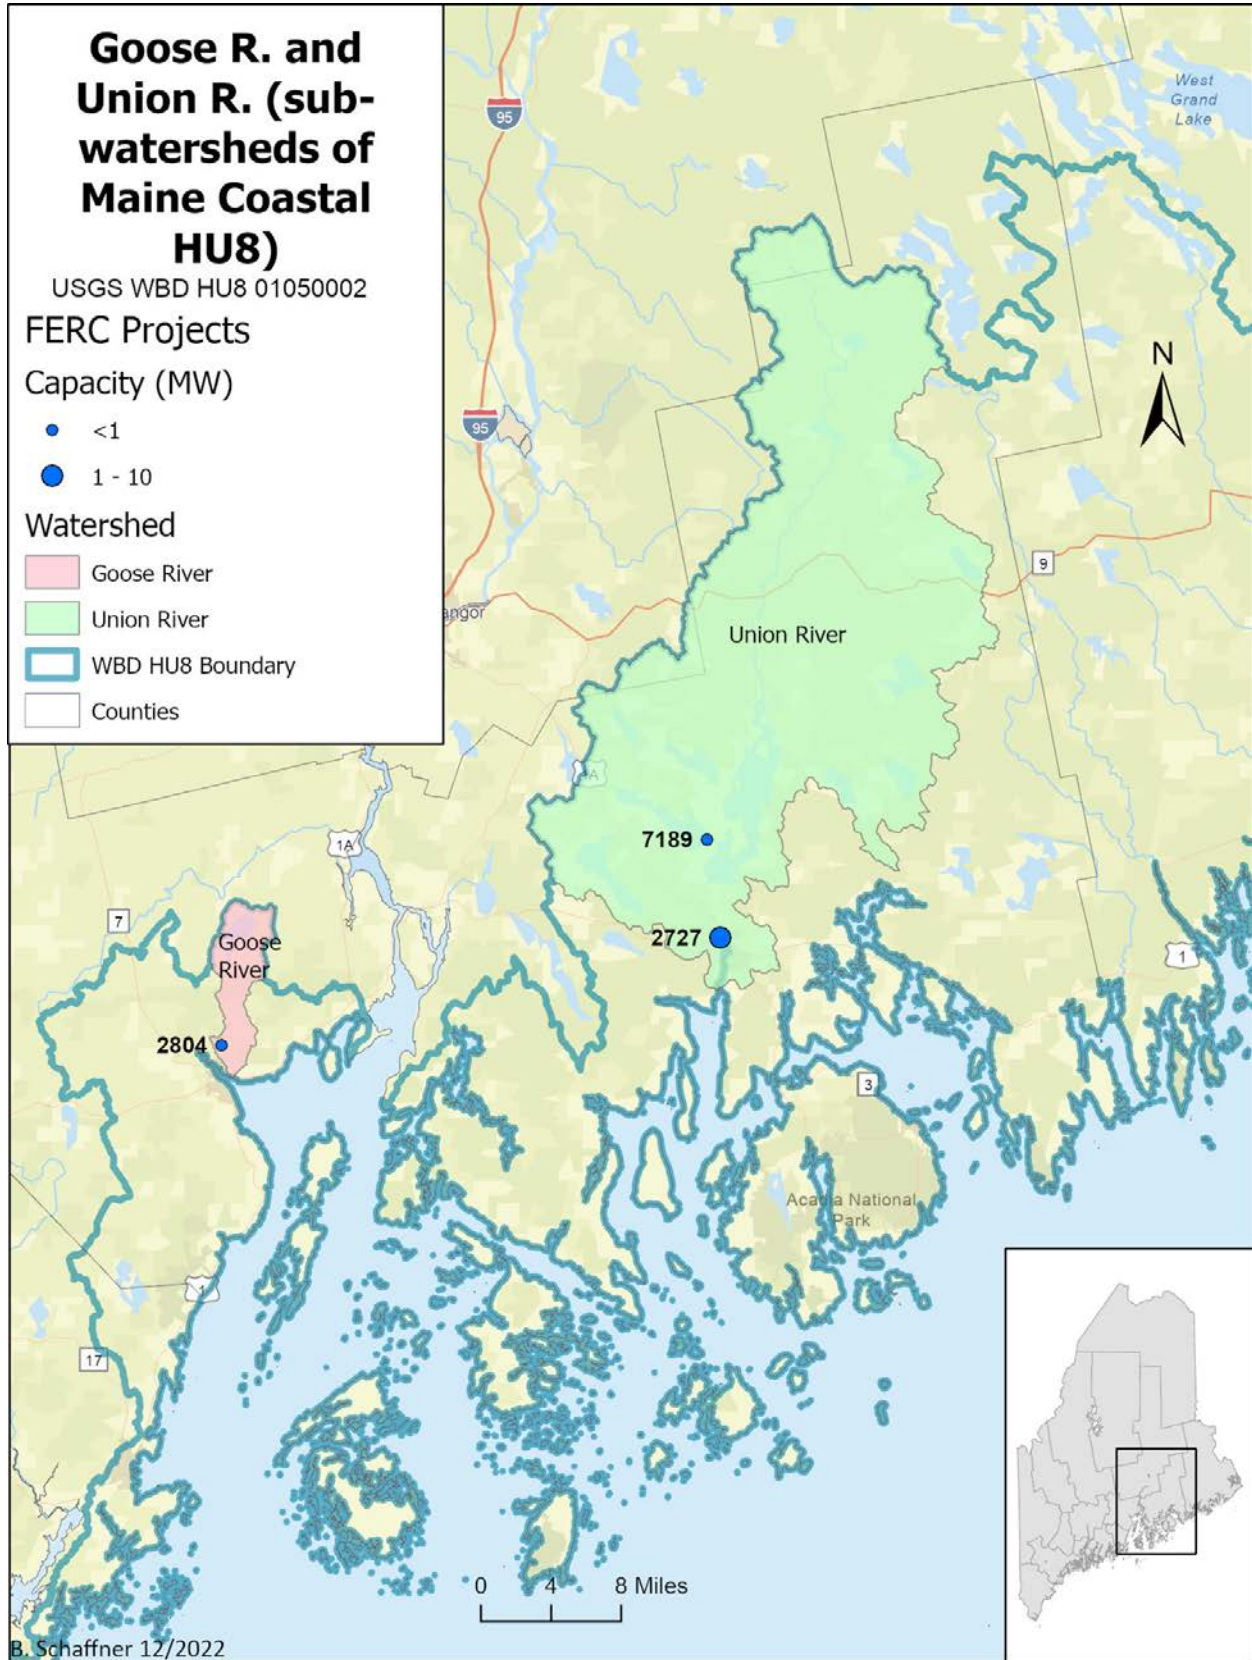 Goose R. and
Union R. (sub-
watersheds of
Maine Coastal
HU8)
USGS WBD HU8 01050002
FERC Projects
Capacity (MW)
<1
1 - 10
Watershed
Goose River
Union River
WBD HU8 Boundary
Counties
95
West
Grand
Lake
N
95
9
angor
Union River
1A
7189
7
Goose
River
2727
1
2804
3
Acadia National
Park
1
17
0 4 8 Miles
B. Schaffner 12/2022